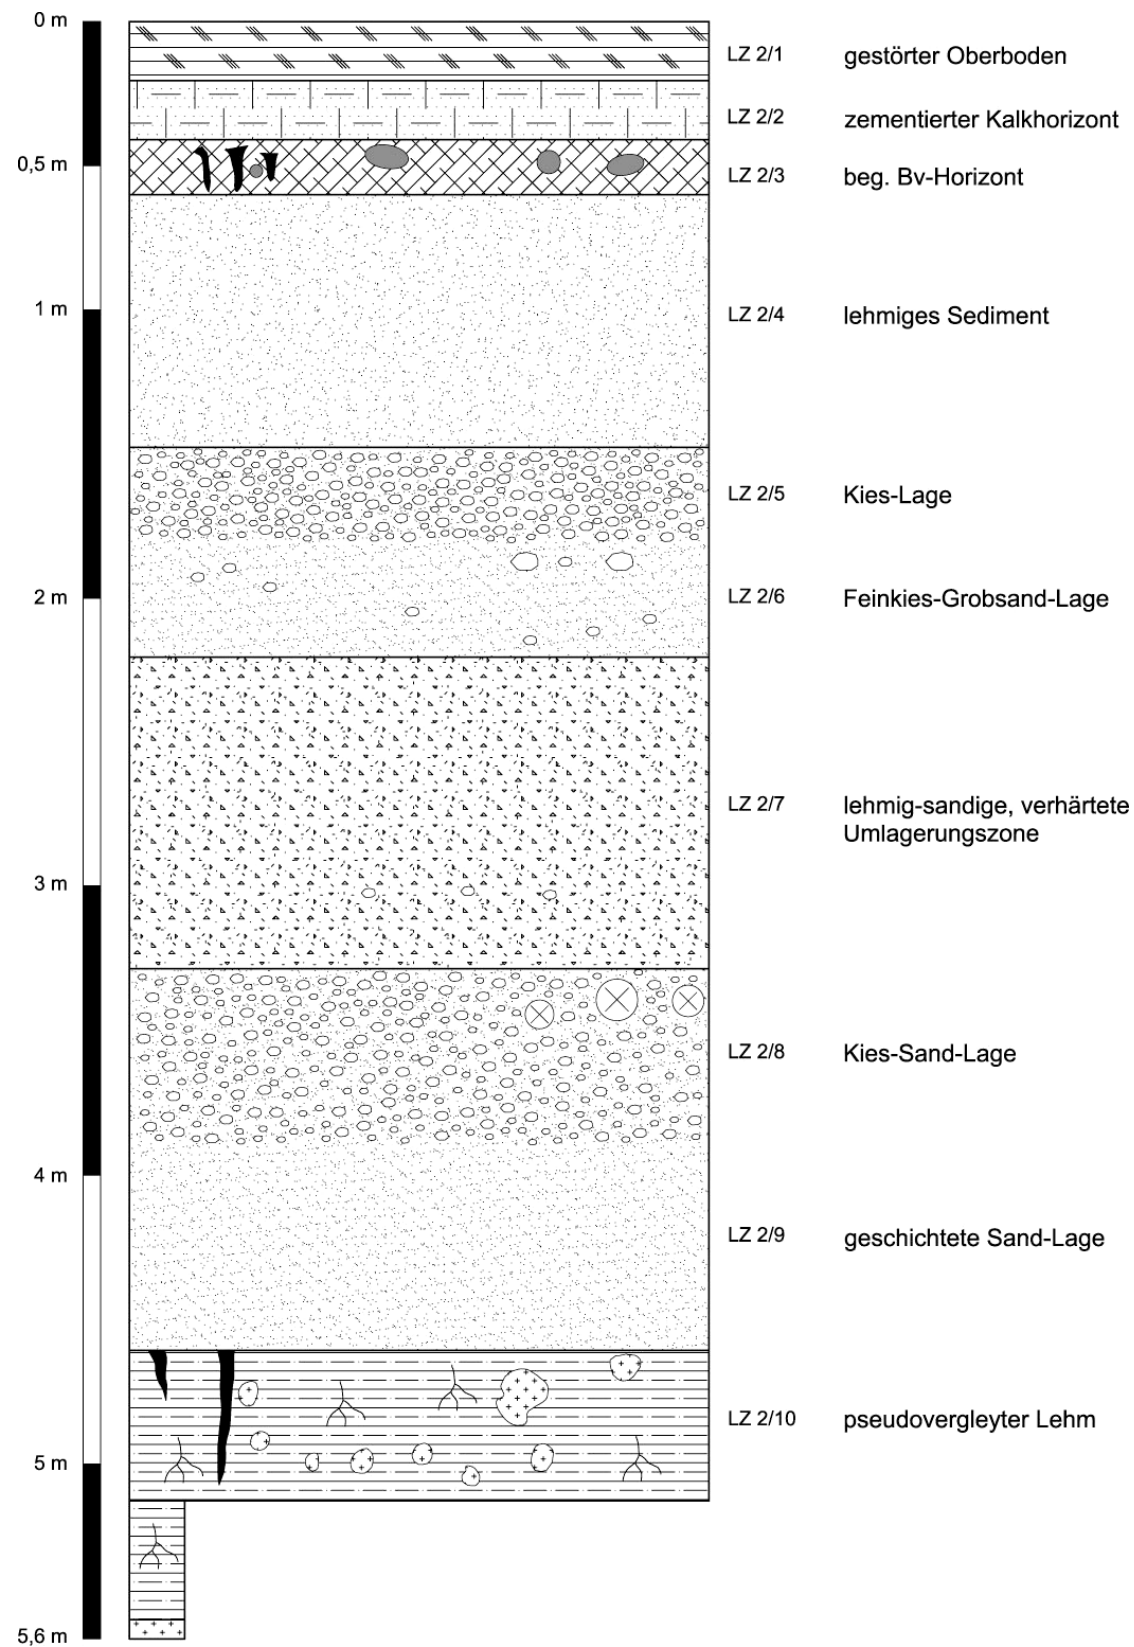 0 m
LZ 2/1 gestörter Oberboden
LZ 2/2 zementierter Kalkhorizont
0,5 m
LZ 2/3 beg. Bv-Horizont
1 m
LZ 2/4 lehmiges Sediment
LZ 2/5 Kies-Lage
2 m
LZ 2/6 Feinkies-Grobsand-Lage
LZ 2/7 lehmig-sandige, verhärtete
Umlagerungszone
3 m
LZ 2/8 Kies-Sand-Lage
4 m
LZ 2/9 geschichtete Sand-Lage
LZ 2/10 pseudovergleyter Lehm
5 m
5,6 m